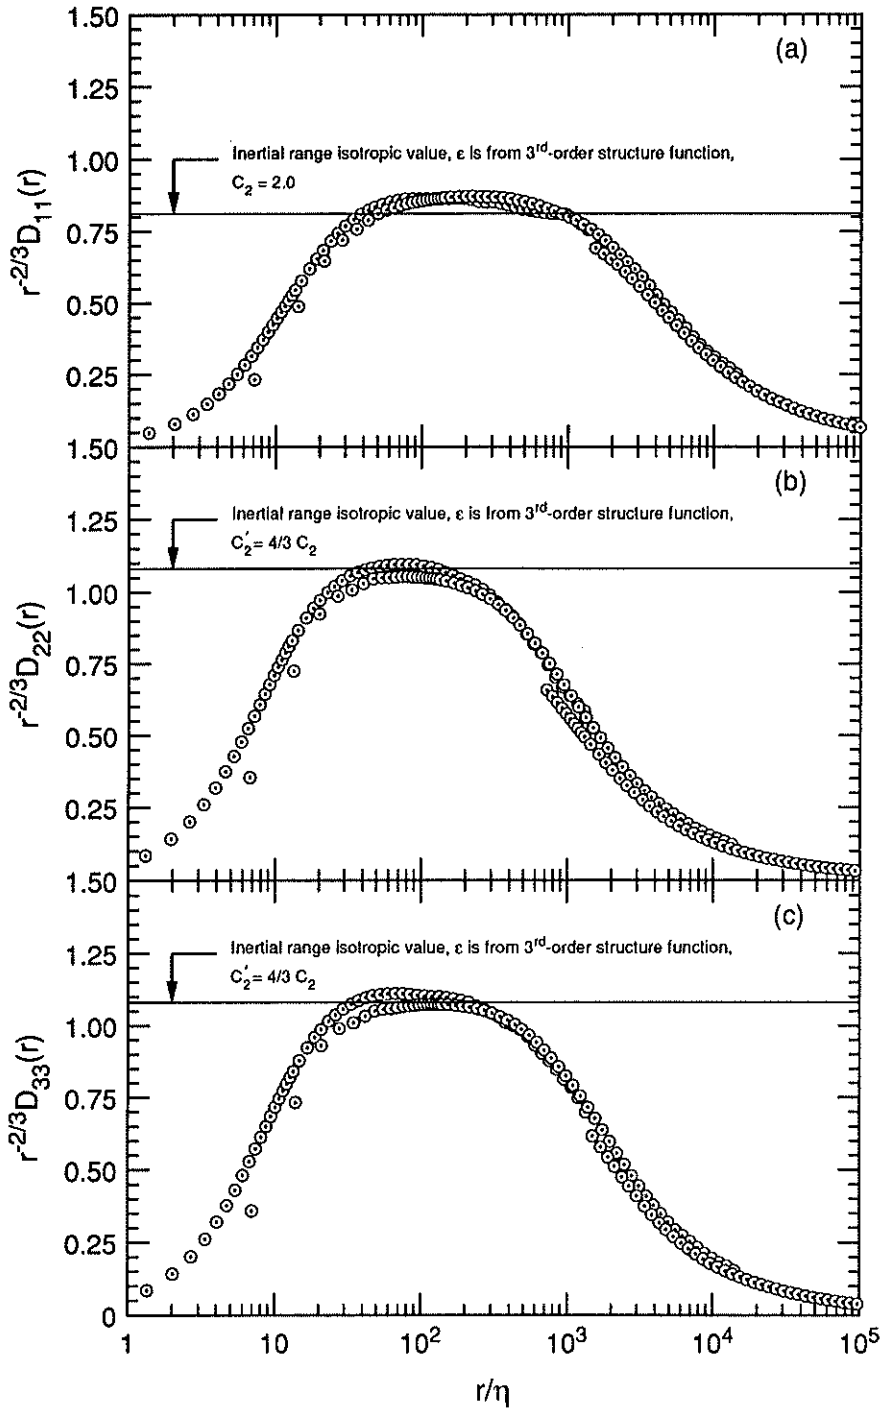 1.50
(a)
1.25
Inertial range isotropic value, ε is from 3rd-order structure function,
C2 = 2.0
1.00
0.75
r-2/3D11(r)
0.50
0.25
1.50
(b)
Inertial range isotropic value, ε is from 3rd-order structure function,
C2' = 4/3 C2
1.25
1.00
0.75
r-2/3D22(r)
0.50
0.25
1.50
(c)
Inertial range isotropic value, ε is from 3rd-order structure function,
C2' = 4/3 C2
1.25
1.00
0.75
r-2/3D33(r)
0.50
0.25
0
1 10 10² 10³ 10⁴ 10⁵
r/η